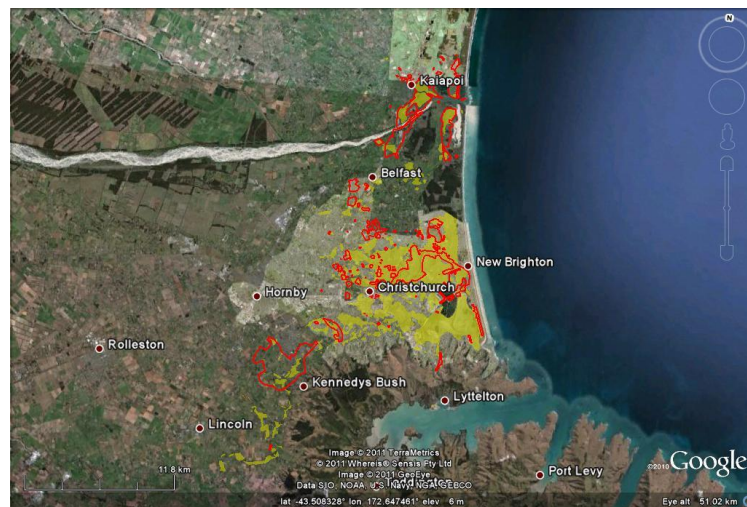 N
Kaiapoi
Belfast
New Brighton
Christchurch
Hornby
Rolleston
Kennedys Bush
Lyttelton
Lincoln
Image © 2011 TerraMetrics
© 2011 Whereis® Sensis Pty Ltd
Image © 2011 GeoEye
Data SIO, NOAA, U.S. Navy, NGA, GEBCO
11.8 km
Port Levy
©2010 Google
lat -43.508328° lon 172.647461° elev 6 m
Eye alt 51.02 km